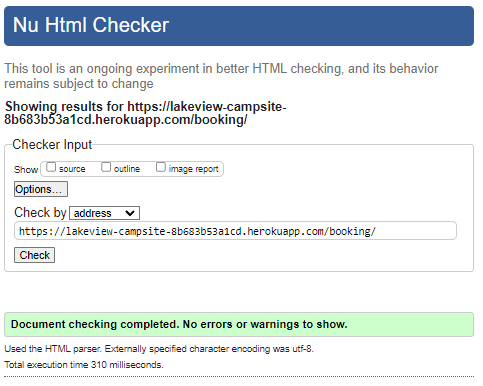 Nu Html Checker
This tool is an ongoing experiment in better HTML checking, and its behavior
remains subject to change
Showing results for https://lakeview-campsite-
8b683b53a1cd.herokuapp.com/booking/
Checker Input
Show source outline image report
Options...
Check by address
https://lakeview-campsite-8b683b53a1cd.herokuapp.com/booking/
Check
Document checking completed. No errors or warnings to show.
Used the HTML parser. Externally specified character encoding was utf-8.
Total execution time 310 milliseconds.